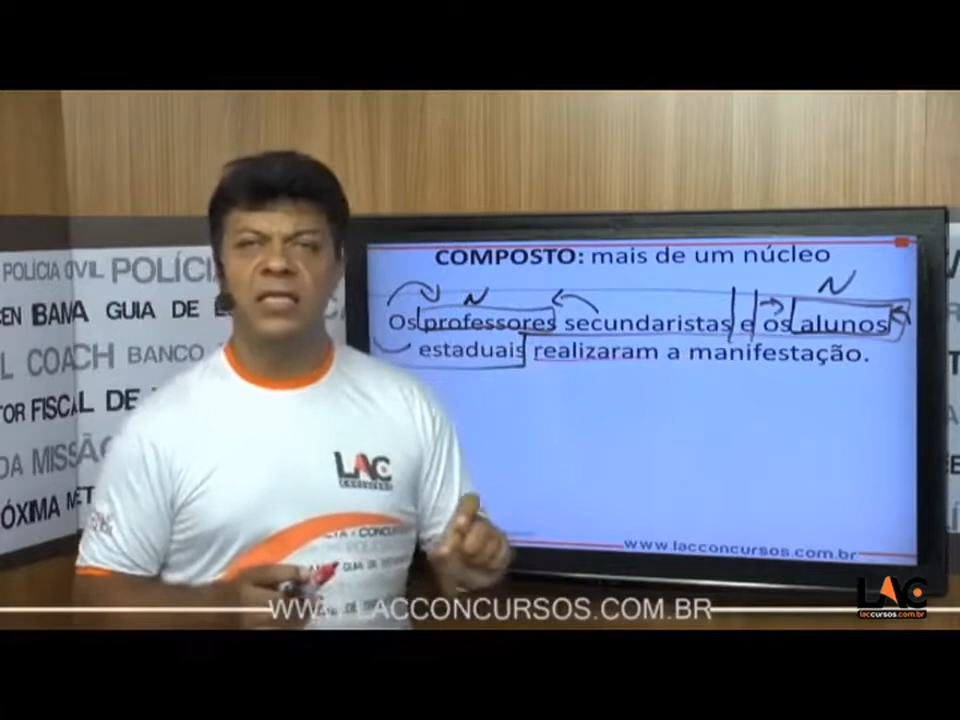 COMPOSTO: mais de um núcleo
N
N
Os professores secundaristas e os alunos
estaduais realizaram a manifestação.
www.lacconcursos.com.br
POLÍCIA CIVIL POLÍCI
BAMA GUIA DE
COACH BANCO
FISCAL DE
DA MISSÃO
ÓXIMA MET
LAC
WWW.LACCONCURSOS.COM.BR
LAC
laccursos.com.br